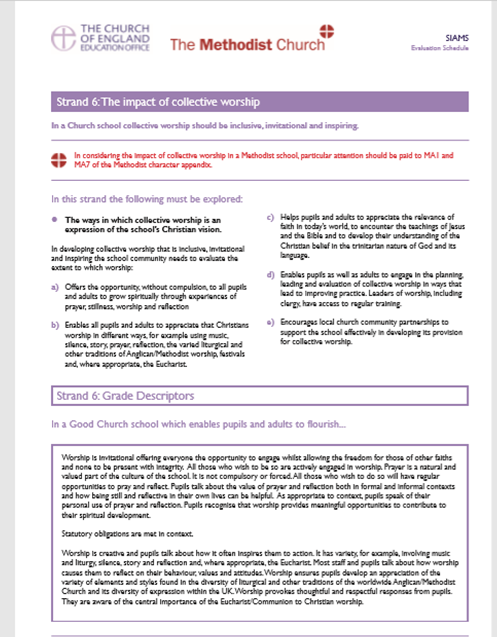 THE CHURCH
OF ENGLAND
EDUCATION OFFICE
The Methodist Church
SIAMS
Evaluation Schedule
Strand 6: The impact of collective worship
In a Church school collective worship should be inclusive, invitational and inspiring.
In considering the impact of collective worship in a Methodist school, particular attention should be paid to MA1 and
MA7 of the Methodist character appendix.
In this strand the following must be explored:
The ways in which collective worship is an
expression of the school's Christian vision.
In developing collective worship that is inclusive, invitational
and inspiring the school community needs to evaluate the
extent to which worship:
a) Offers the opportunity, without compulsion, to all pupils
and adults to grow spiritually through experiences of
prayer, stillness, worship and reflection
b) Enables all pupils and adults to appreciate that Christians
worship in different ways, for example using music,
silence, story, prayer, reflection, the varied liturgical and
other traditions of Anglican/Methodist worship, festivals
and, where appropriate, the Eucharist.
c) Helps pupils and adults to appreciate the relevance of
faith in today's world, to encounter the teachings of Jesus
and the Bible and to develop their understanding of the
Christian belief in the trinitarian nature of God and its
language.
d) Enables pupils as well as adults to engage in the planning,
leading and evaluation of collective worship in ways that
lead to improving practice. Leaders of worship, including
clergy, have access to regular training.
e) Encourages local church community partnerships to
support the school effectively in developing its provision
for collective worship.
Strand 6: Grade Descriptors
In a Good Church school which enables pupils and adults to flourish...
Worship is invitational offering everyone the opportunity to engage whilst allowing the freedom for those of other faiths
and none to be present with integrity. All those who wish to be so are actively engaged in worship. Prayer is a natural and
valued part of the culture of the school. It is not compulsory or forced. All those who wish to do so will have regular
opportunities to pray and reflect. Pupils talk about the value of prayer and reflection both in formal and informal contexts
and how being still and reflective in their own lives can be helpful. As appropriate to context, pupils speak of their
personal use of prayer and reflection. Pupils recognise that worship provides meaningful opportunities to contribute to
their spiritual development.
Statutory obligations are met in context.
Worship is creative and pupils talk about how it often inspires them to action. It has variety, for example, involving music
and liturgy, silence, story and reflection and, where appropriate, the Eucharist. Most staff and pupils talk about how worship
causes them to reflect on their behaviour, values and attitudes. Worship ensures pupils develop an appreciation of the
variety of elements and styles found in the diversity of liturgical and other traditions of the worldwide Anglican/Methodist
Church and its diversity of expression within the UK. Worship provokes thoughtful and respectful responses from pupils.
They are aware of the central importance of the Eucharist/Communion to Christian worship.